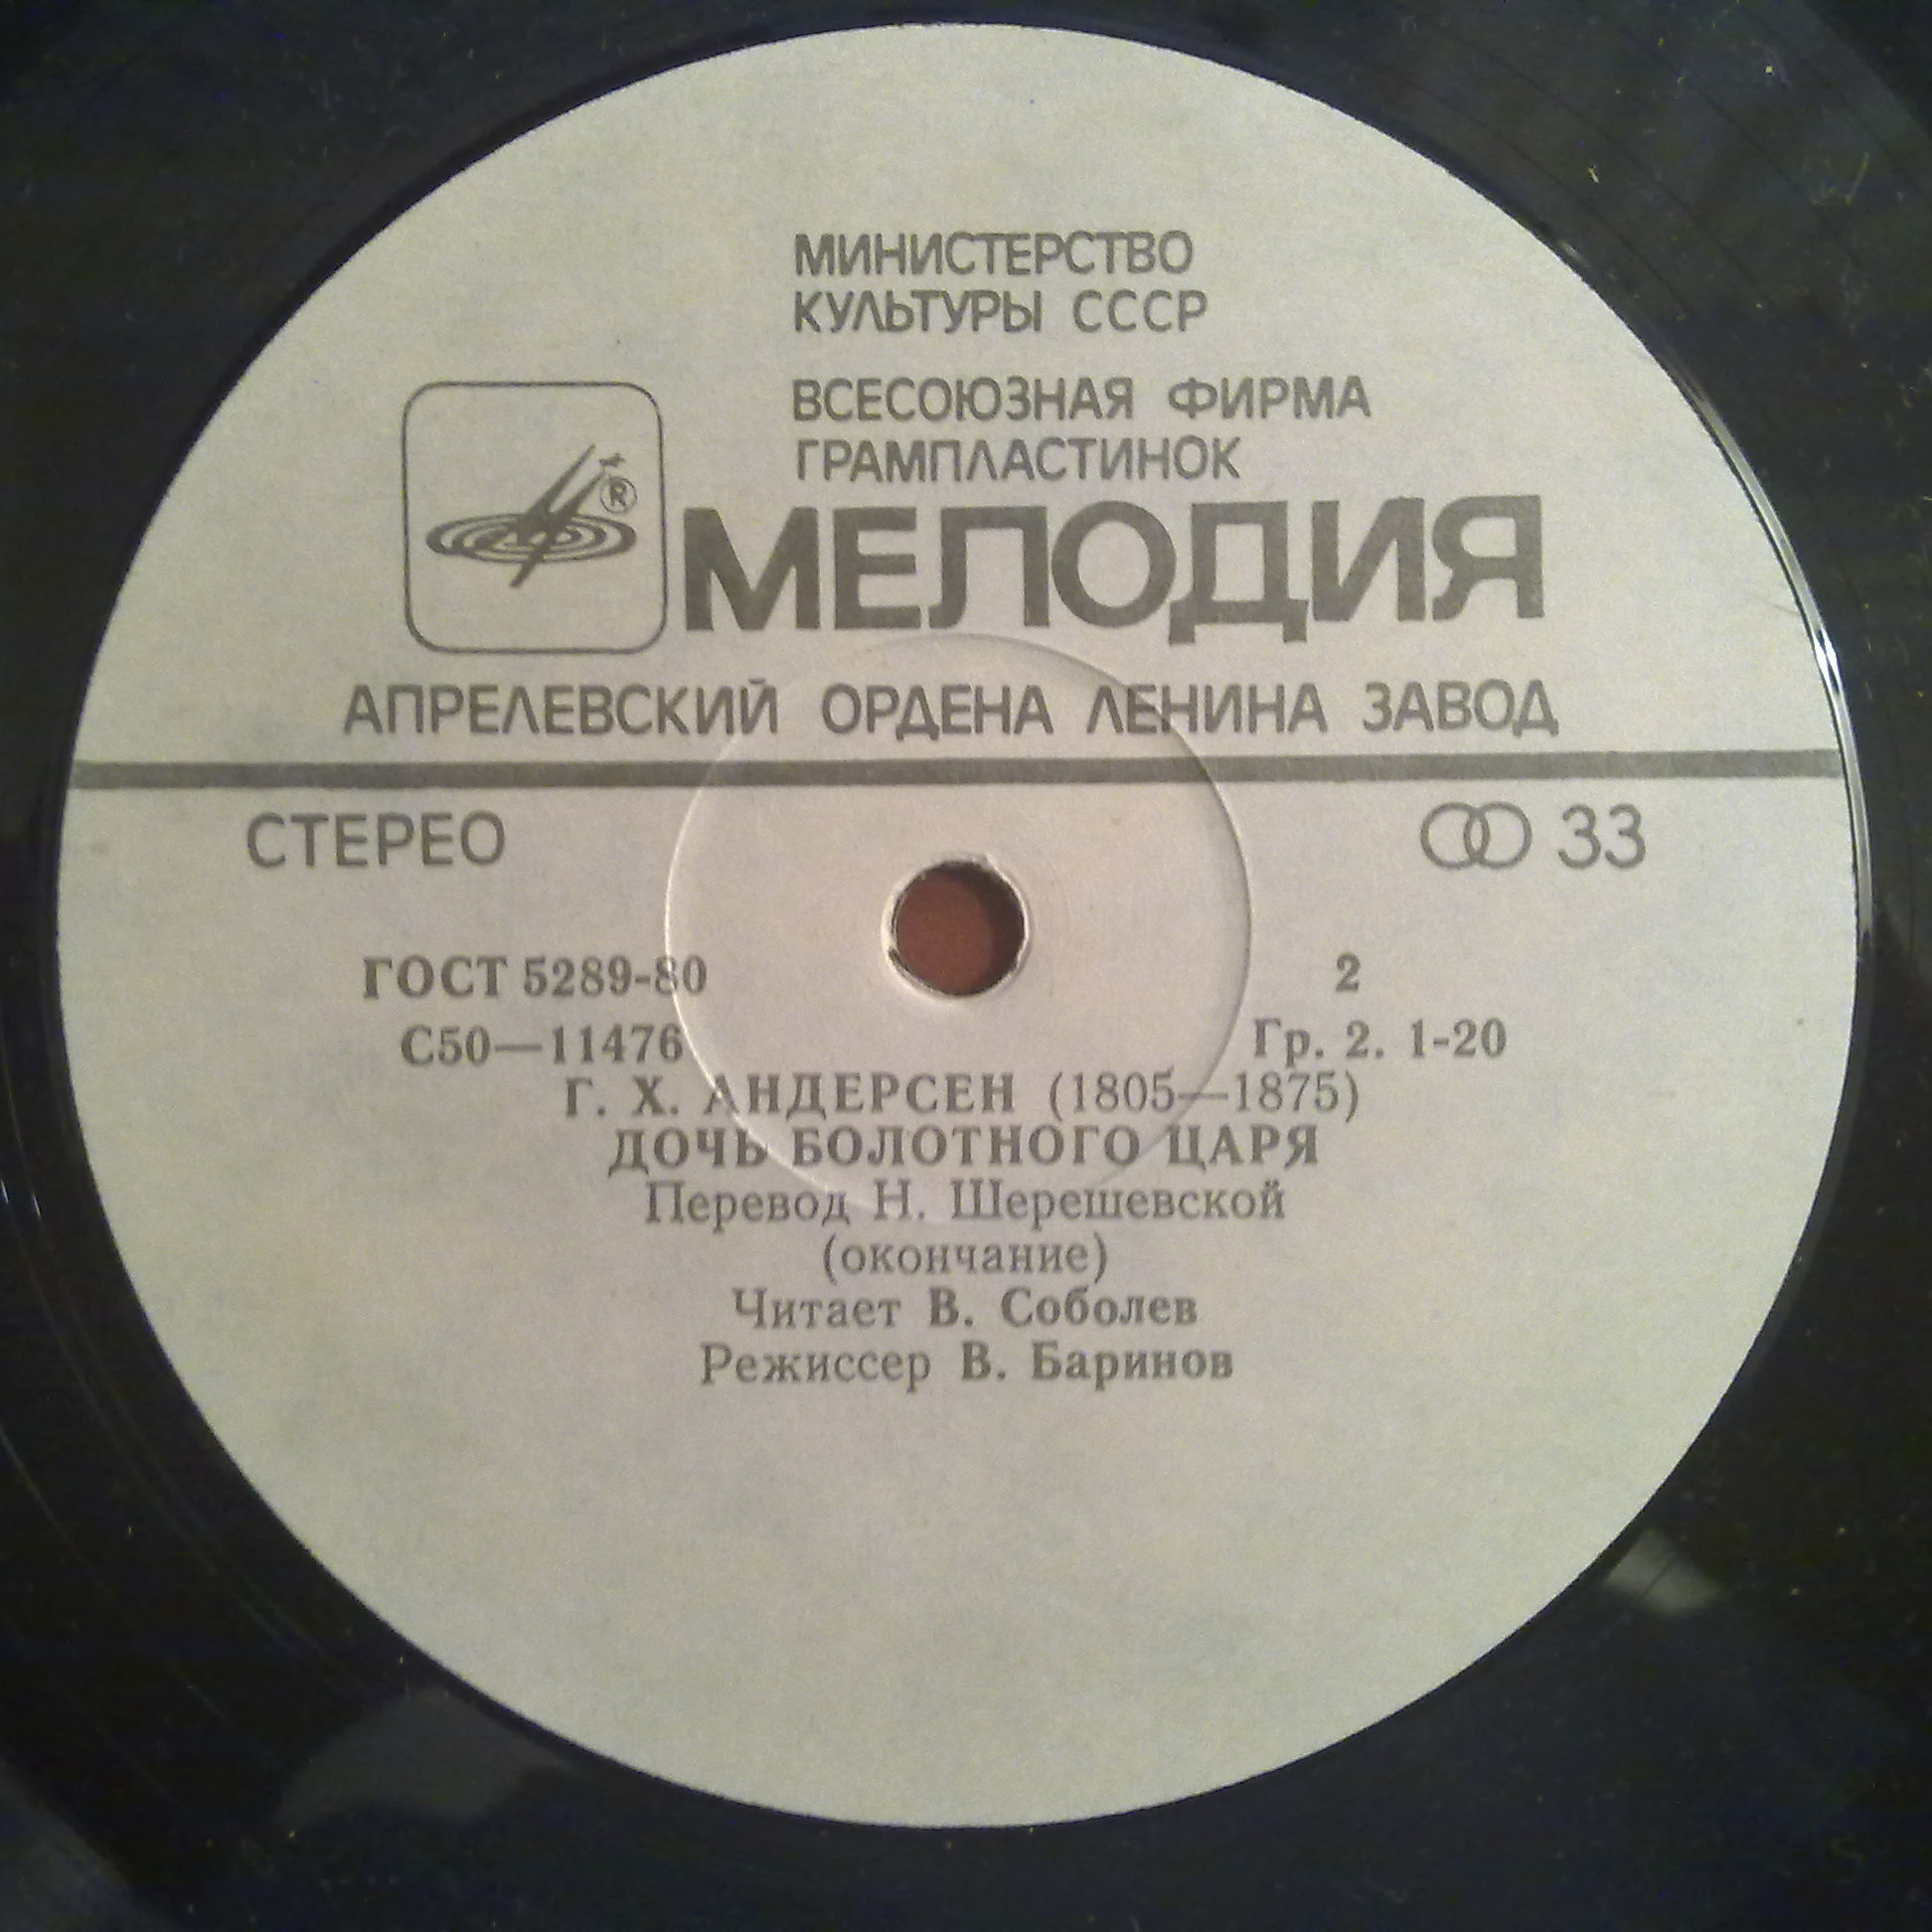 МИНИСТЕРСТВО
КУЛЬТУРЫ СССР
ВСЕСОЮЗНАЯ ФИРМА
ГРАМПЛАСТИНОК
®
МЕЛОДИЯ
АПРЕЛЕВСКИЙ ОРДЕНА ЛЕНИНА ЗАВОД
СТЕРЕО 33
ГОСТ 5289-80 2
С50—11476 Гр. 2. 1-20
Г. Х. АНДЕРСЕН (1805—1875)
ДОЧЬ БОЛОТНОГО ЦАРЯ
Перевод Н. Шерешевской
(окончание)
Читает В. Соболев
Режиссер В. Баринов